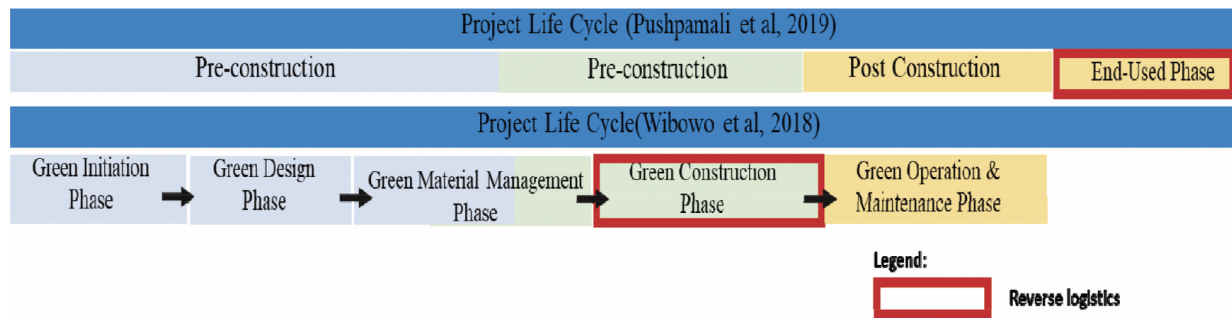 Project Life Cycle (Pushpamali et al, 2019)
Pre-construction Pre-construction Post Construction End-Used Phase
Project Life Cycle(Wibowo et al, 2018)
Green Initiation Phase
Green Design Phase
Green Material Management Phase
Green Construction Phase
Green Operation & Maintenance Phase
Legend:
Reverse logistics